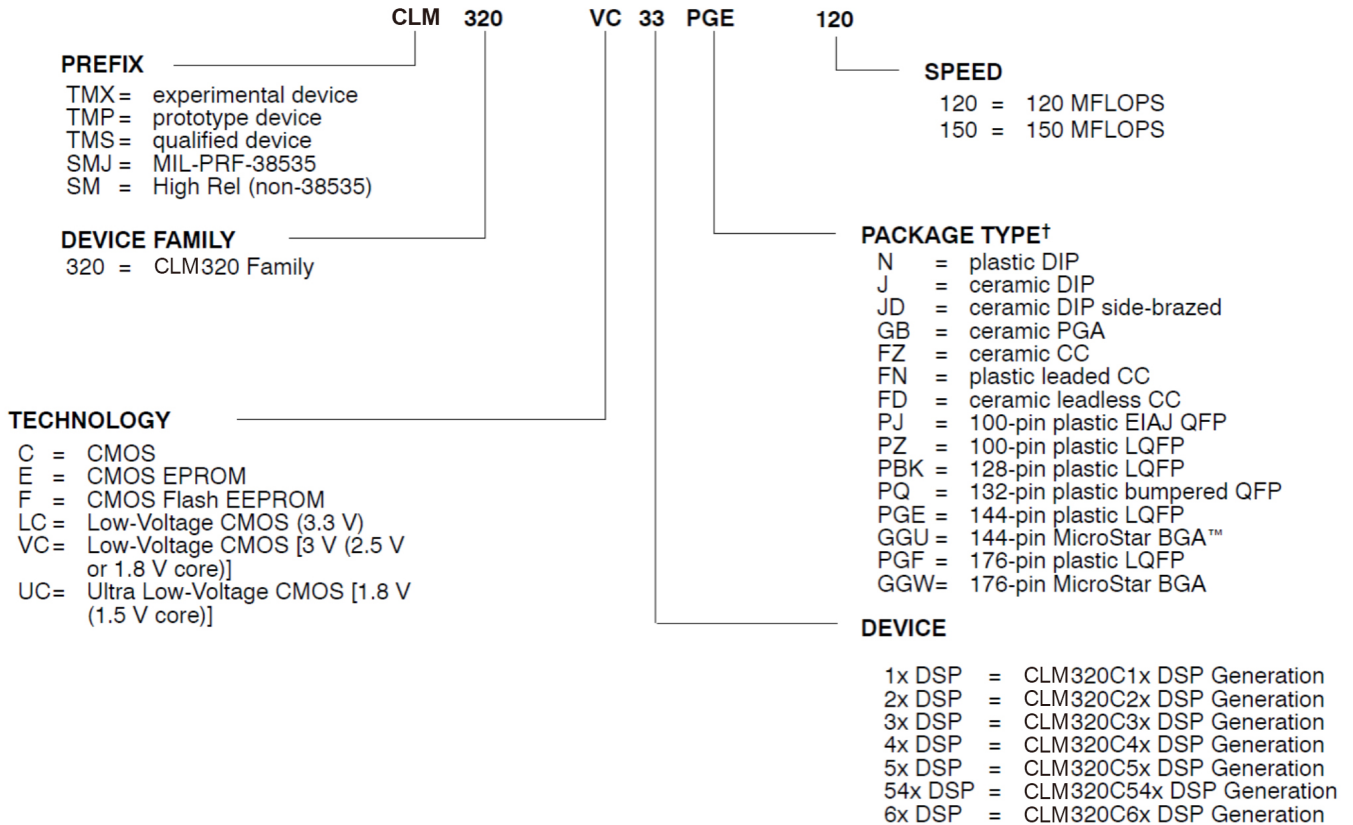 CLM 320 VC 33 PGE 120
PREFIX
TMX = experimental device
TMP = prototype device
TMS = qualified device
SMJ = MIL-PRF-38535
SM = High Rel (non-38535)
DEVICE FAMILY
320 = CLM320 Family
TECHNOLOGY
C = CMOS
E = CMOS EPROM
F = CMOS Flash EEPROM
LC = Low-Voltage CMOS (3.3 V)
VC = Low-Voltage CMOS [3 V (2.5 V
or 1.8 V core)]
UC = Ultra Low-Voltage CMOS [1.8 V
(1.5 V core)]
SPEED
120 = 120 MFLOPS
150 = 150 MFLOPS
PACKAGE TYPE†
N = plastic DIP
J = ceramic DIP
JD = ceramic DIP side-brazed
GB = ceramic PGA
FZ = ceramic CC
FN = plastic leaded CC
FD = ceramic leadless CC
PJ = 100-pin plastic EIAJ QFP
PZ = 100-pin plastic LQFP
PBK = 128-pin plastic LQFP
PQ = 132-pin plastic bumpered QFP
PGE = 144-pin plastic LQFP
GGU = 144-pin MicroStar BGA™
PGF = 176-pin plastic LQFP
GGW = 176-pin MicroStar BGA
DEVICE
1x DSP = CLM320C1x DSP Generation
2x DSP = CLM320C2x DSP Generation
3x DSP = CLM320C3x DSP Generation
4x DSP = CLM320C4x DSP Generation
5x DSP = CLM320C5x DSP Generation
54x DSP = CLM320C54x DSP Generation
6x DSP = CLM320C6x DSP Generation